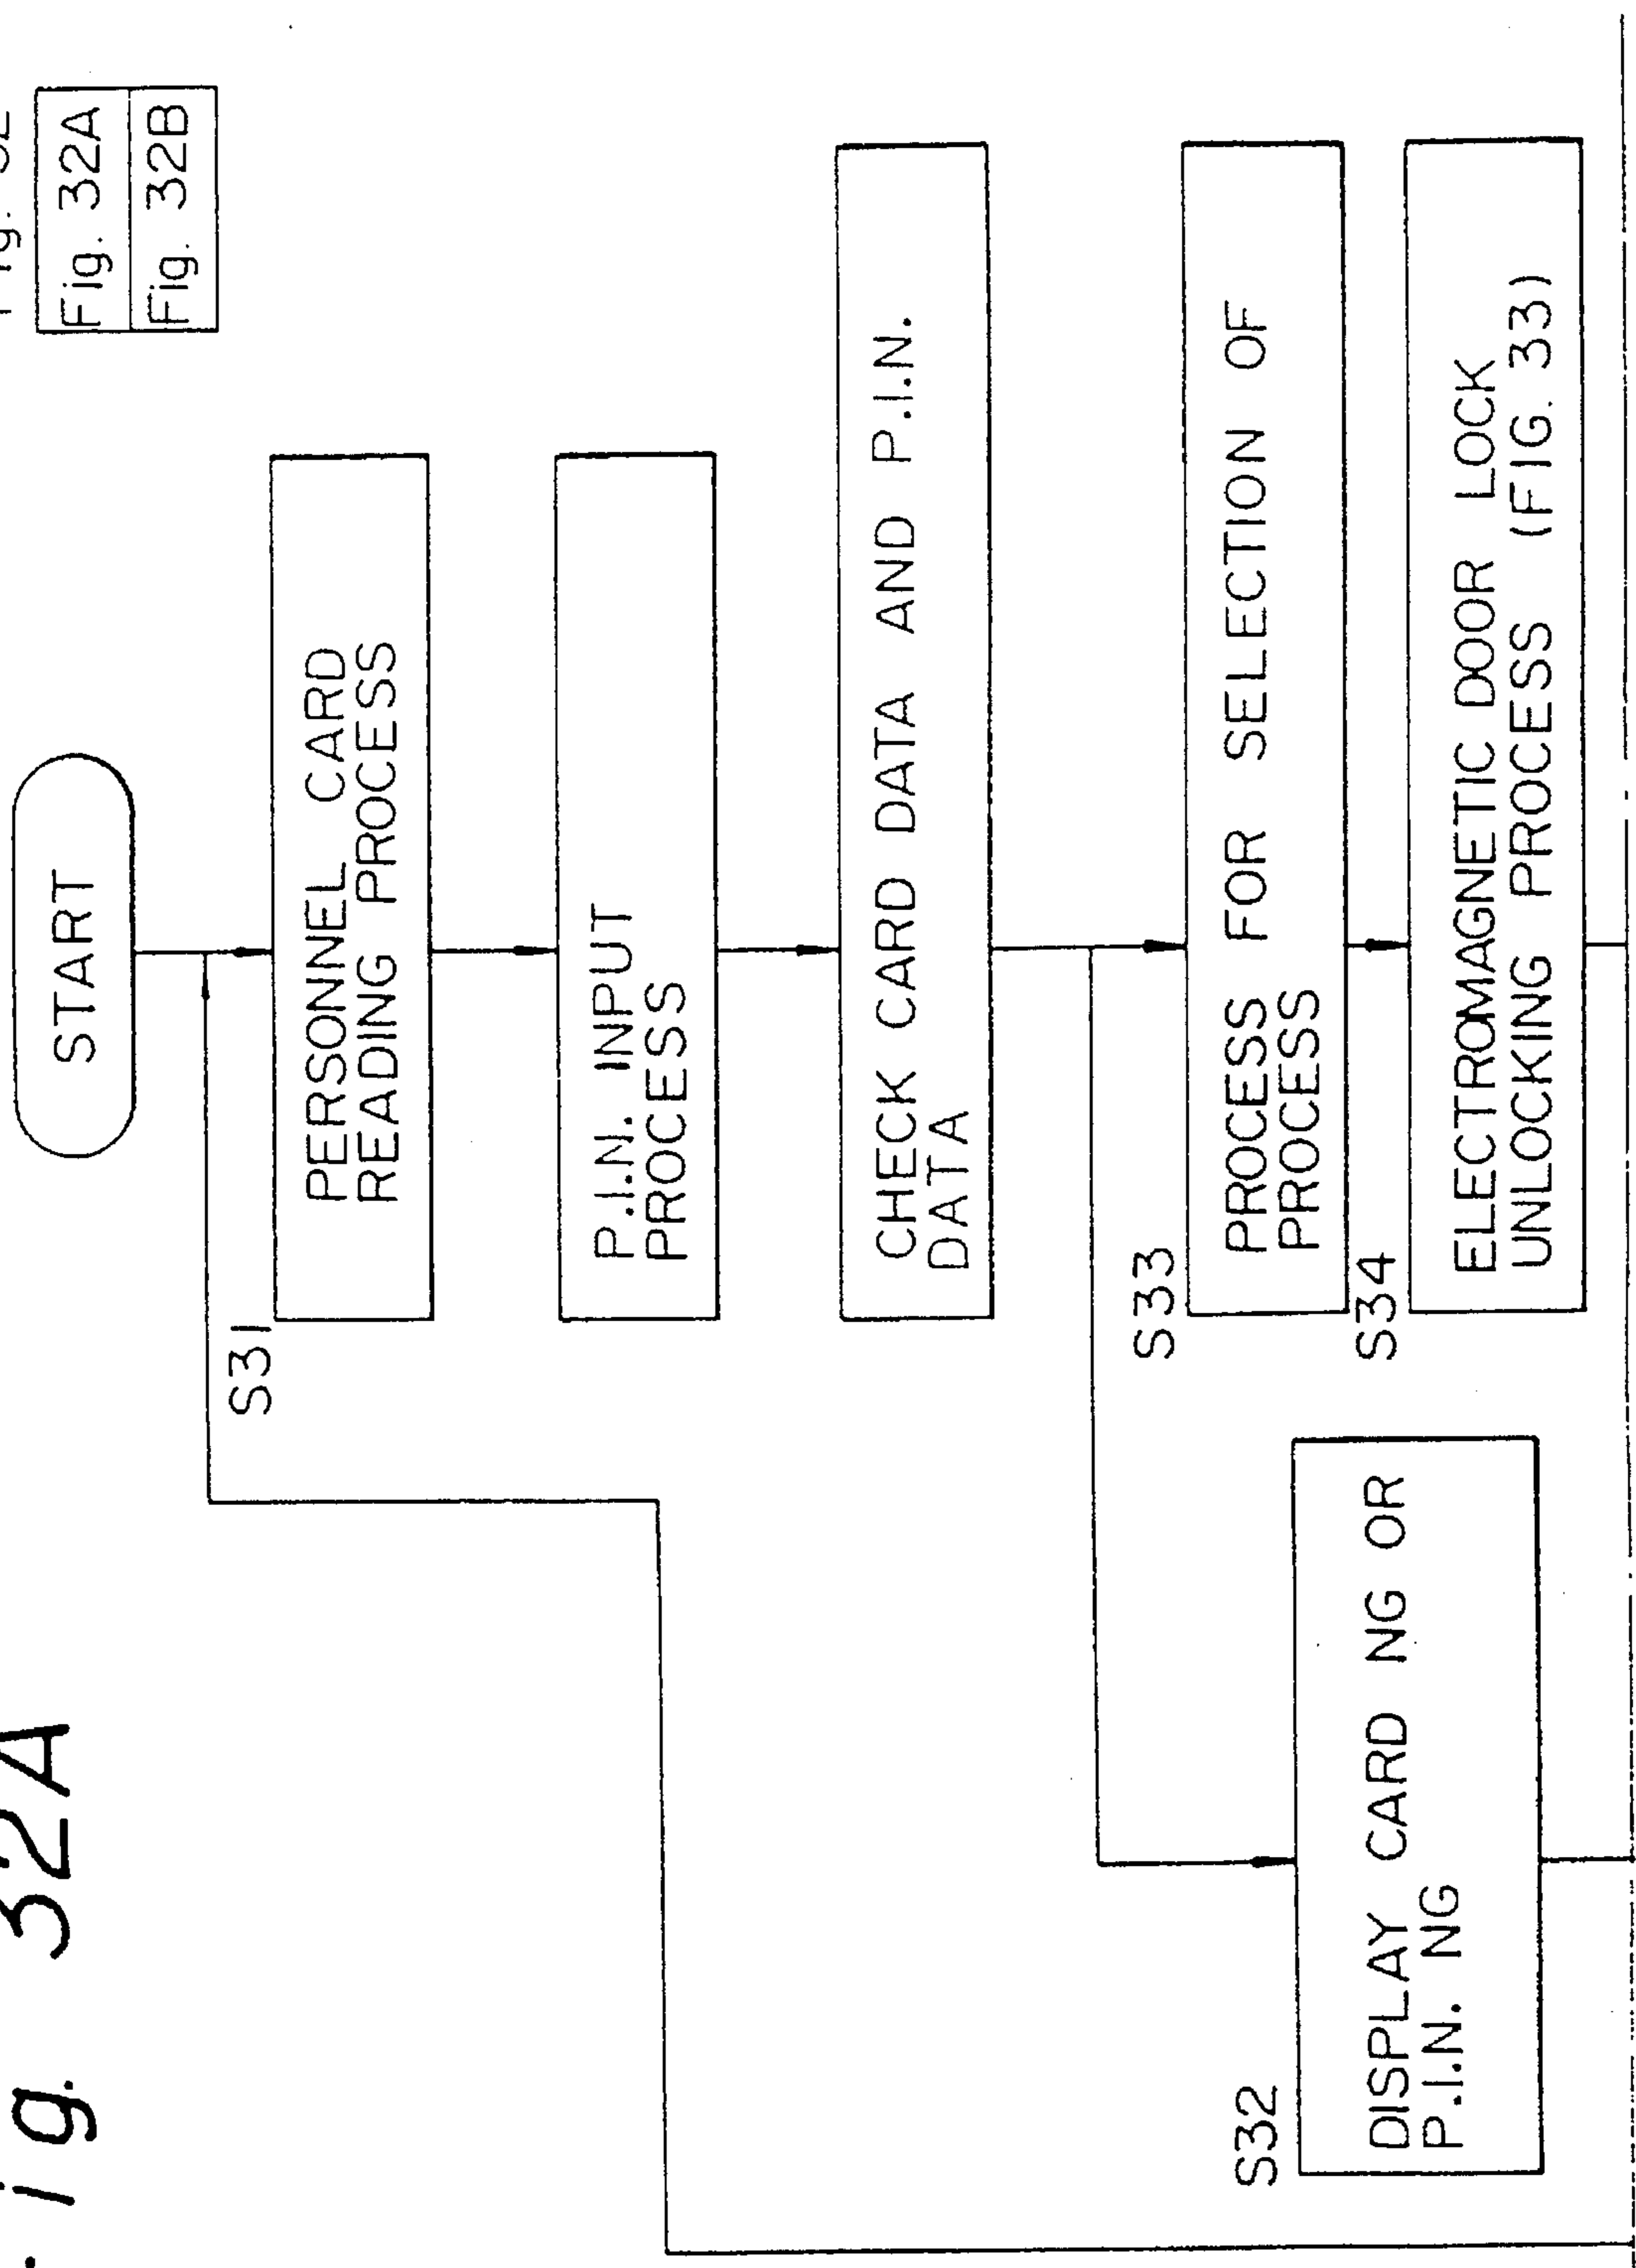 Fig. 32A
Fig. 32
Fig. 32A
Fig. 32B
START
S31
PERSONNEL CARD
READING PROCESS
P.I.N. INPUT
PROCESS
CHECK CARD DATA AND P.I.N.
DATA
S32
DISPLAY CARD NG OR
P.I.N. NG
S33
PROCESS FOR SELECTION OF
PROCESS
S34
ELECTROMAGNETIC DOOR LOCK
UNLOCKING PROCESS (FIG. 33)